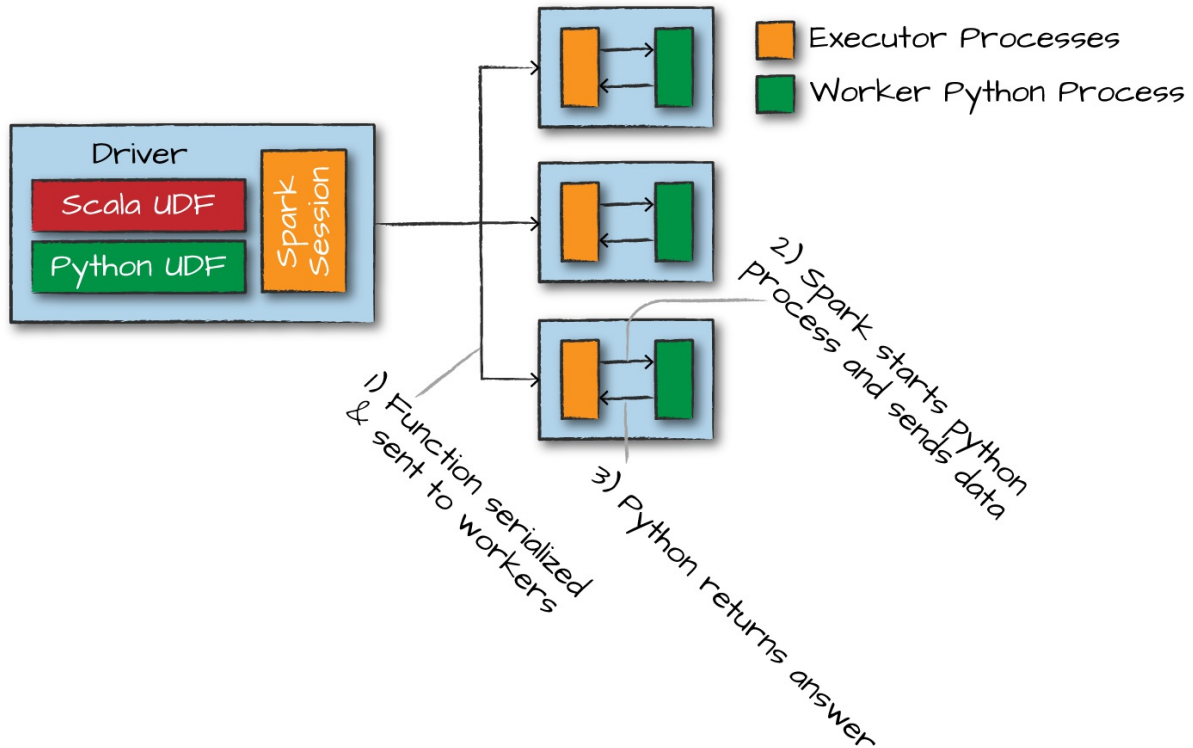 Driver
Scala UDF
Python UDF
Spark
Session
Executor Processes
Worker Python Process
1) Function serialized
& sent to workers
2) Spark starts Python
Process and sends data
3) Python returns answer